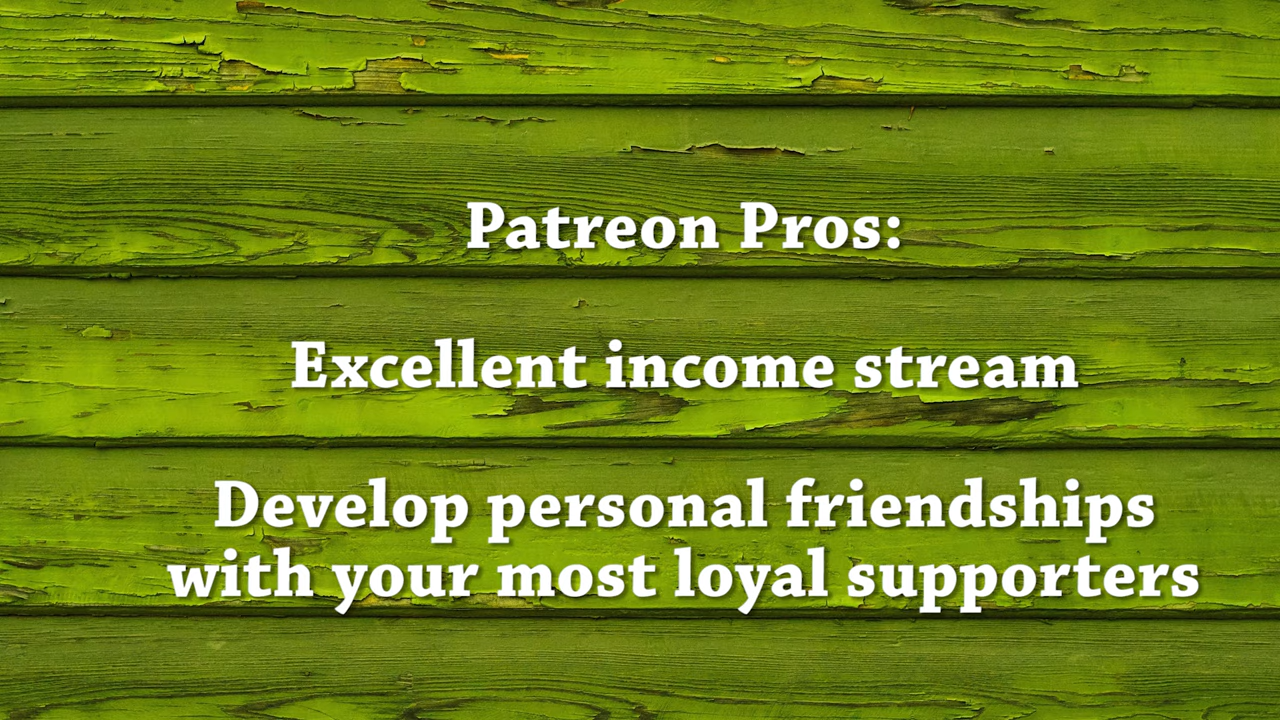 Patreon Pros:
Excellent income stream
Develop personal friendships
with your most loyal supporters